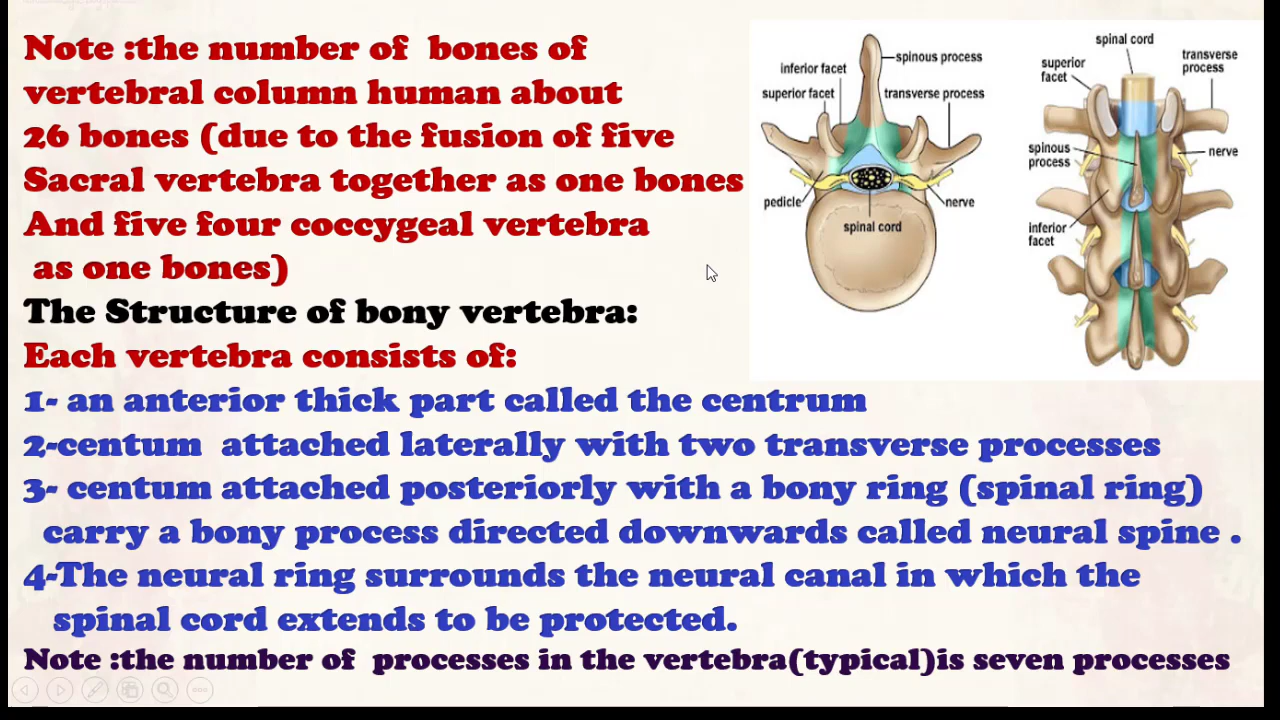 Note :the number of bones of
vertebral column human about
26 bones (due to the fusion of five
Sacral vertebra together as one bones
And five four coccygeal vertebra
as one bones)
The Structure of bony vertebra:
Each vertebra consists of:
1- an anterior thick part called the centrum
2-centum attached laterally with two transverse processes
3- centum attached posteriorly with a bony ring (spinal ring)
carry a bony process directed downwards called neural spine .
4-The neural ring surrounds the neural canal in which the
spinal cord extends to be protected.
Note :the number of processes in the vertebra(typical)is seven processes
spinous process
inferior facet
superior facet
transverse process
pedicle
nerve
spinal cord
spinal cord
superior
facet
transverse
process
spinous
process
nerve
inferior
facet